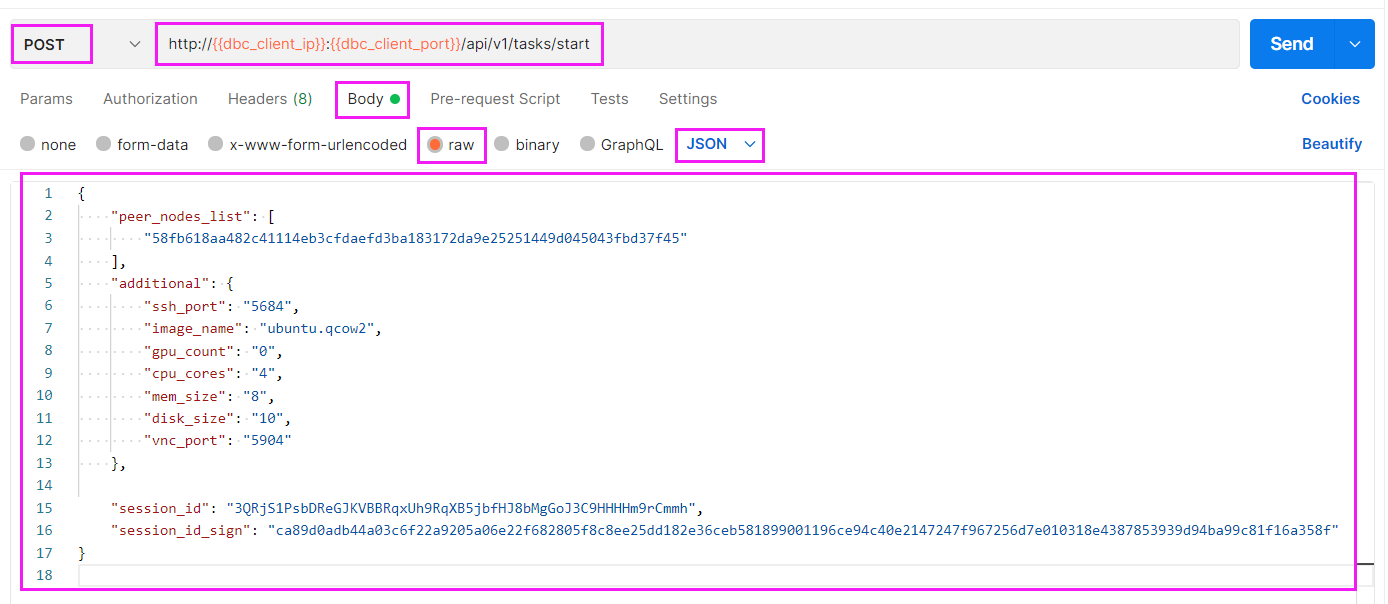 POST http://{{dbc_client_ip}}:{{dbc_client_port}}/api/v1/tasks/start Send
Params Authorization Headers (8) Body Pre-request Script Tests Settings Cookies
none form-data x-www-form-urlencoded raw binary GraphQL JSON Beautify
1 {
2 "peer_nodes_list": [
3 "58fb618aa482c41114eb3cfdaefd3ba183172da9e25251449d045043fbd37f45"
4 ],
5 "additional": {
6 "ssh_port": "5684",
7 "image_name": "ubuntu.qcow2",
8 "gpu_count": "0",
9 "cpu_cores": "4",
10 "mem_size": "8",
11 "disk_size": "10",
12 "vnc_port": "5904"
13 },
14
15 "session_id": "3QRjS1PsbDReGJKVBBRqxUh9RqXB5jbfHJ8bMgGoJ3C9HHHHm9rCmmh",
16 "session_id_sign": "ca89d0adb44a03c6f22a9205a06e22f682805f8c8ee25dd182e36ceb581899001196ce94c40e2147247f967256d7e010318e4387853939d94ba99c81f16a358f"
17 }
18